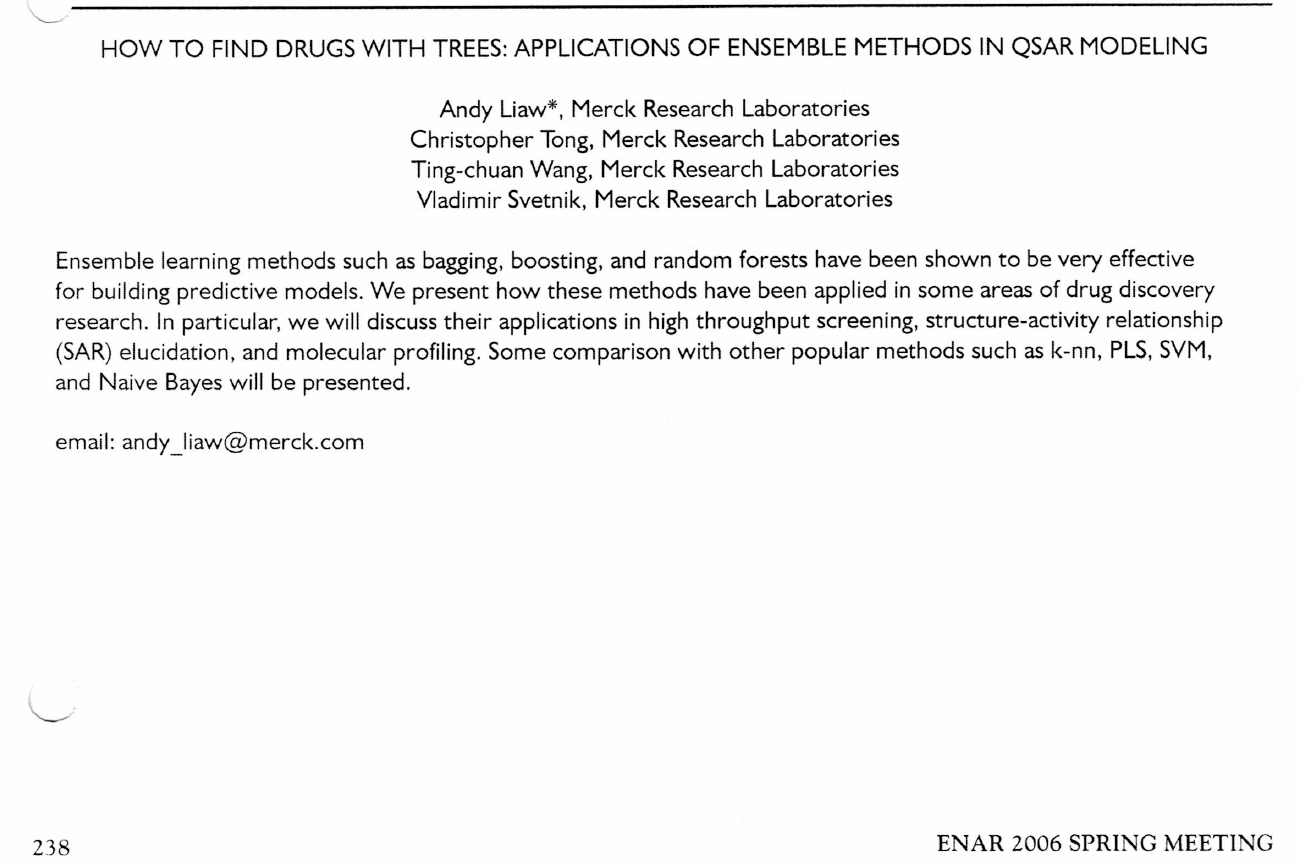 HOW TO FIND DRUGS WITH TREES: APPLICATIONS OF ENSEMBLE METHODS IN QSAR MODELING
Andy Liaw*, Merck Research Laboratories
Christopher Tong, Merck Research Laboratories
Ting-chuan Wang, Merck Research Laboratories
Vladimir Svetnik, Merck Research Laboratories
Ensemble learning methods such as bagging, boosting, and random forests have been shown to be very effective
for building predictive models. We present how these methods have been applied in some areas of drug discovery
research. In particular, we will discuss their applications in high throughput screening, structure-activity relationship
(SAR) elucidation, and molecular profiling. Some comparison with other popular methods such as k-nn, PLS, SVM,
and Naive Bayes will be presented.
email: andy_liaw@merck.com
238
ENAR 2006 SPRING MEETING